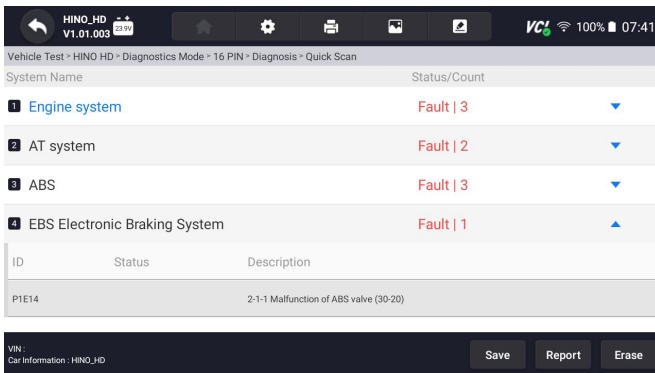 HINO_HD
V1.01.003
23.9V
VC!
100%
07:41
Vehicle Test > HINO HD > Diagnostics Mode > 16 PIN > Diagnosis > Quick Scan
System Name Status/Count
1 Engine system Fault | 3
2 AT system Fault | 2
3 ABS Fault | 3
4 EBS Electronic Braking System Fault | 1
ID Status Description
P1E14 2-1-1 Malfunction of ABS valve (30-20)
VIN :
Car Information : HINO_HD
Save Report Erase